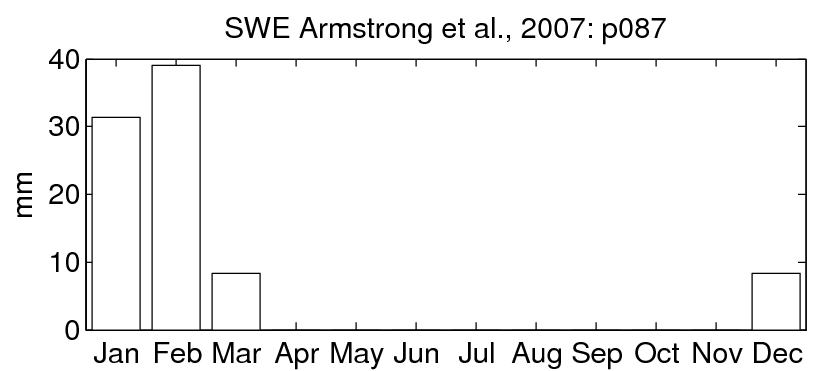 SWE Armstrong et al., 2007: p087
40
30
20
10
0
mm
Jan Feb Mar Apr May Jun Jul Aug Sep Oct Nov Dec